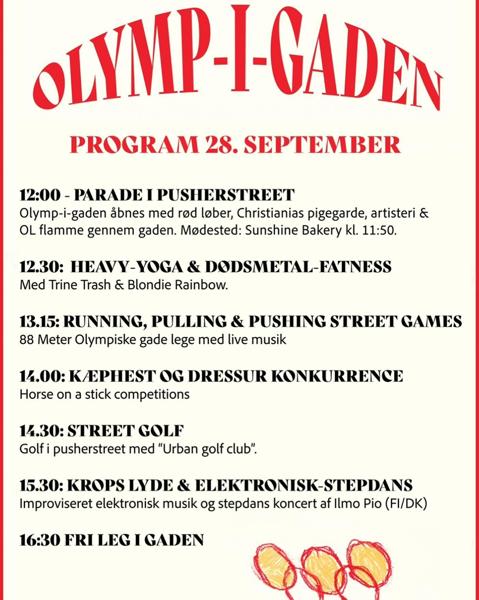 OLYMP-I-GADEN
PROGRAM 28. SEPTEMBER
12:00 - PARADE I PUSHERSTREET
Olymp-i-gaden åbnes med rød løber, Christianias pigegarde, artisteri &
OL flamme gennem gaden. Mødested: Sunshine Bakery kl. 11:50.
12.30: HEAVY-YOGA & DØDSMETAL-FATNESS
Med Trine Trash & Blondie Rainbow.
13.15: RUNNING, PULLING & PUSHING STREET GAMES
88 Meter Olympiske gade lege med live musik
14.00: KÆPHEST OG DRESSUR KONKURRENCE
Horse on a stick competitions
14.30: STREET GOLF
Golf i pusherstreet med “Urban golf club”.
15.30: KROPS LYDE & ELEKTRONISK-STEPDANS
Improviseret elektronisk musik og stepdans koncert af Ilmo Pio (FI/DK)
16:30 FRI LEG I GADEN